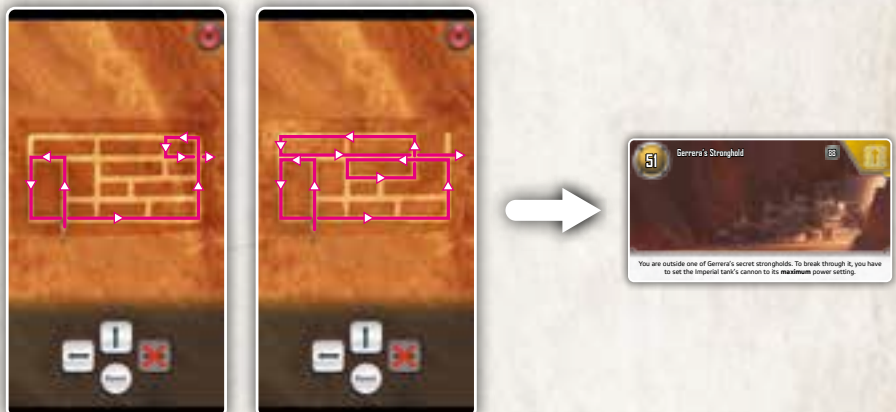 51
Gerrera's Stronghold
88
You are outside one of Gerrera's secret strongholds. To break through it, you have
to set the Imperial tank's cannon to its maximum power setting.